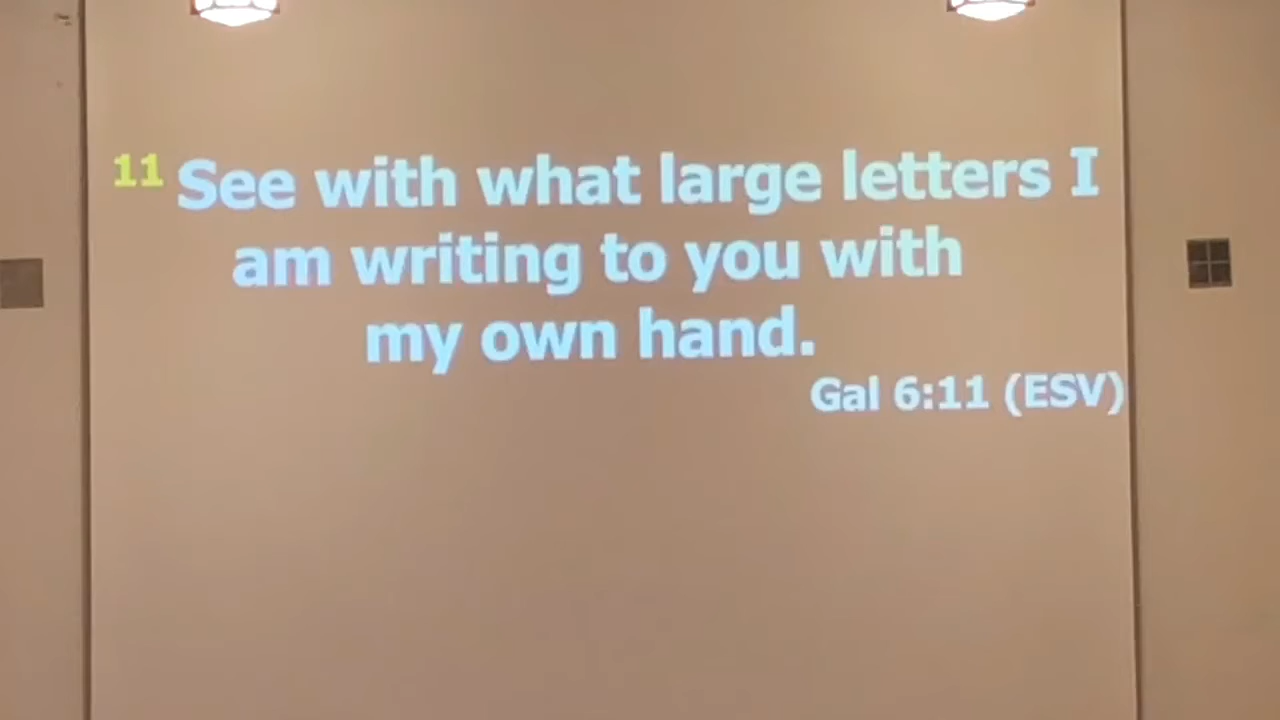 11 See with what large letters I
am writing to you with
my own hand.
Gal 6:11 (ESV)